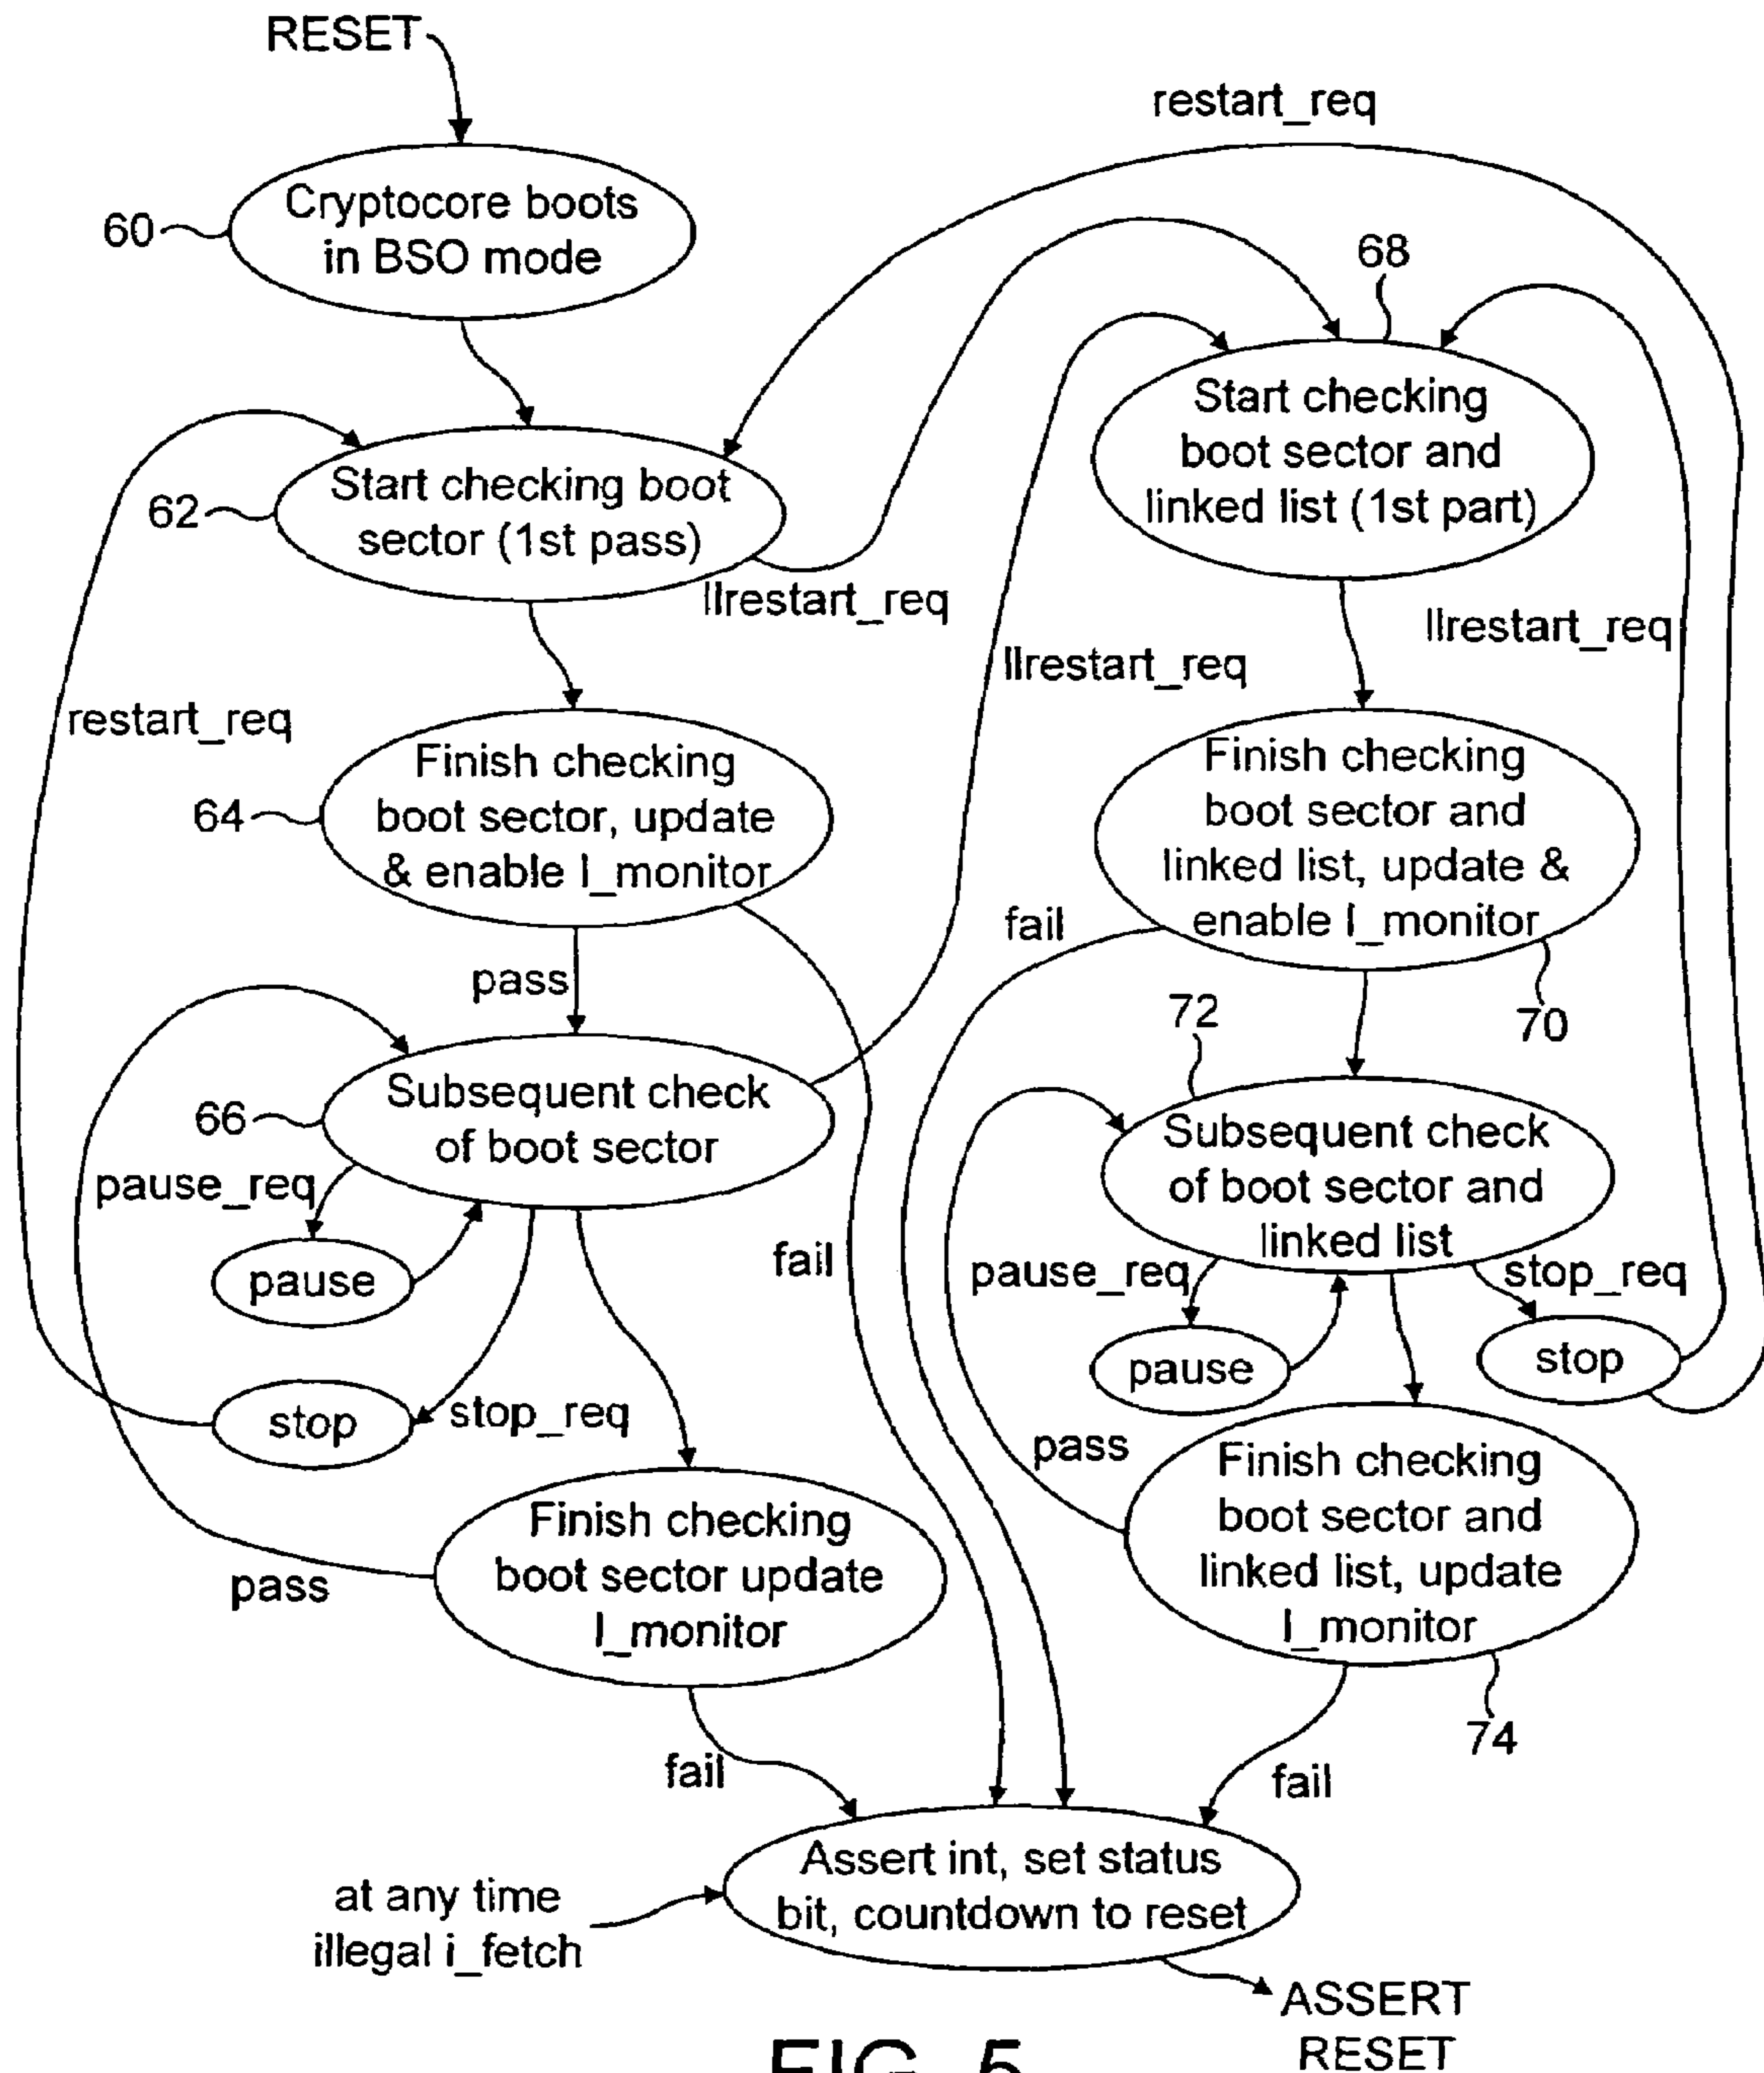 RESET
restart_req
Cryptocore boots
in BSO mode
60
68
Start checking
boot sector and
linked list (1st part)
Start checking boot
sector (1st pass)
62
llrestart_req
llrestart_req
llrestart_req
restart_req
Finish checking
boot sector, update
& enable I_monitor
64
Finish checking
boot sector and
linked list, update &
enable I_monitor
fail
pass
70
72
Subsequent check
of boot sector
66
Subsequent check
of boot sector and
linked list
pause_req
pause
fail
pause_req
stop_req
pause
stop
stop
stop_req
pass
Finish checking
boot sector and
linked list, update
I_monitor
Finish checking
boot sector update
I_monitor
pass
74
fail
fail
Assert int, set status
bit, countdown to reset
at any time
illegal i_fetch
ASSERT
RESET
FIG. 5